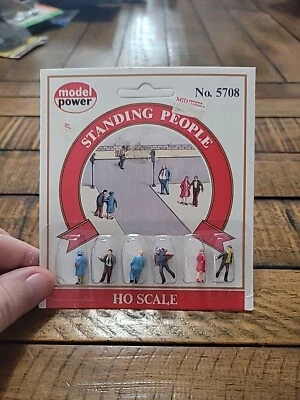 model
power
No. 5708
STANDING PEOPLE
HO SCALE